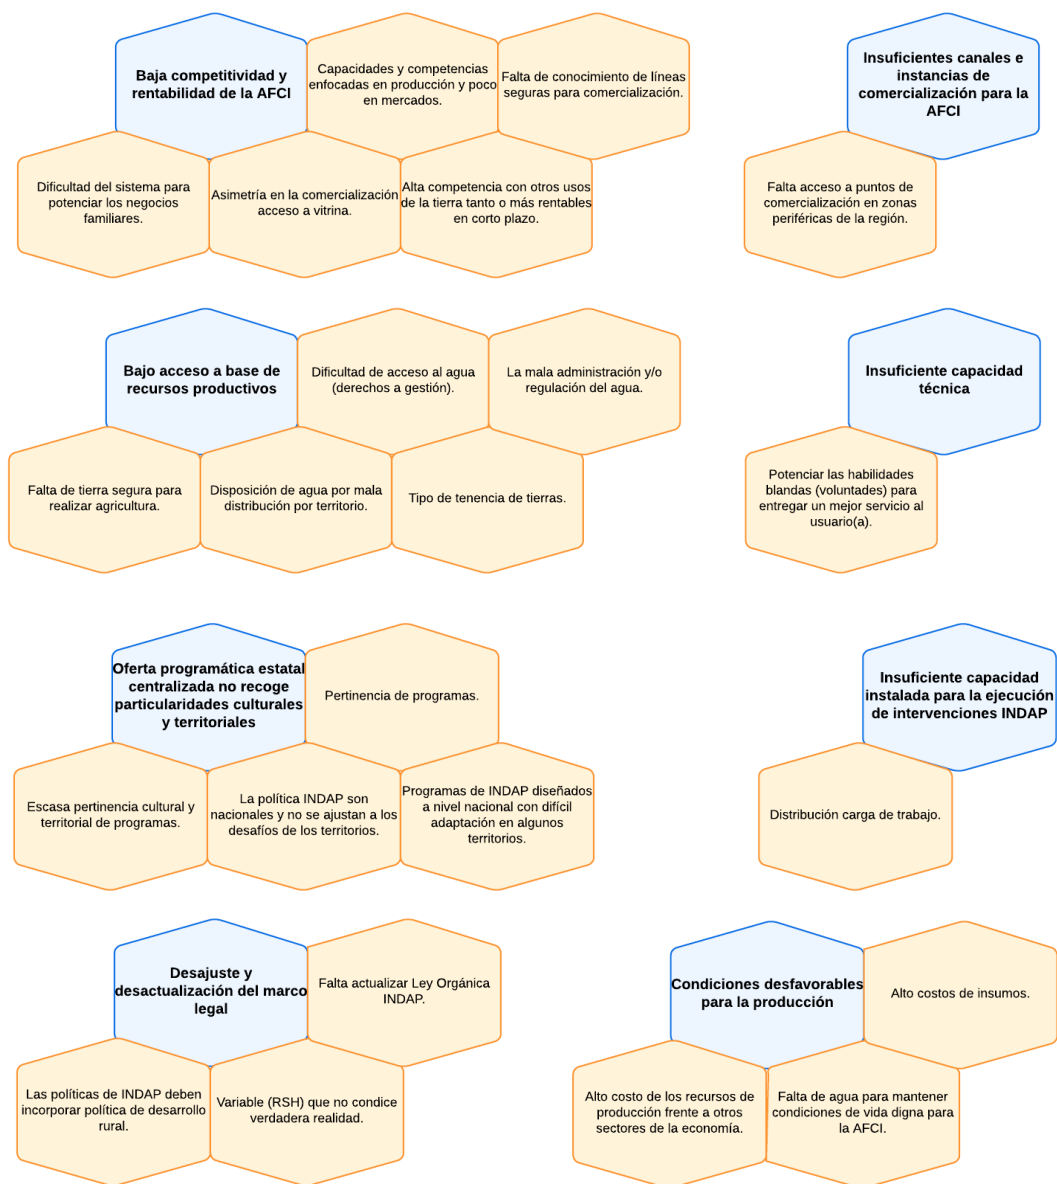 Baja competitividad y
rentabilidad de la AFCI
Capacidades y competencias
enfocadas en producción y poco
en mercados.
Falta de conocimiento de líneas
seguras para comercialización.
Dificultad del sistema para
potenciar los negocios
familiares.
Asimetría en la comercialización
acceso a vitrina.
Alta competencia con otros usos
de la tierra tanto o más rentables
en corto plazo.
Insuficientes canales e
instancias de
comercialización para la
AFCI
Falta acceso a puntos de
comercialización en zonas
periféricas de la región.
Bajo acceso a base de
recursos productivos
Dificultad de acceso al agua
(derechos a gestión).
La mala administración y/o
regulación del agua.
Falta de tierra segura para
realizar agricultura.
Disposición de agua por mala
distribución por territorio.
Tipo de tenencia de tierras.
Insuficiente capacidad
técnica
Potenciar las habilidades
blandas (voluntades) para
entregar un mejor servicio al
usuario(a).
Oferta programática estatal
centralizada no recoge
particularidades culturales
y territoriales
Pertinencia de programas.
Escasa pertinencia cultural y
territorial de programas.
La política INDAP son
nacionales y no se ajustan a los
desafíos de los territorios.
Programas de INDAP diseñados
a nivel nacional con difícil
adaptación en algunos
territorios.
Insuficiente capacidad
instalada para la ejecución
de intervenciones INDAP
Distribución carga de trabajo.
Desajuste y
desactualización del marco
legal
Falta actualizar Ley Orgánica
INDAP.
Las políticas de INDAP deben
incorporar política de desarrollo
rural.
Variable (RSH) que no condice
verdadera realidad.
Condiciones desfavorables
para la producción
Alto costos de insumos.
Alto costo de los recursos de
producción frente a otros
sectores de la economía.
Falta de agua para mantener
condiciones de vida digna para
la AFCI.